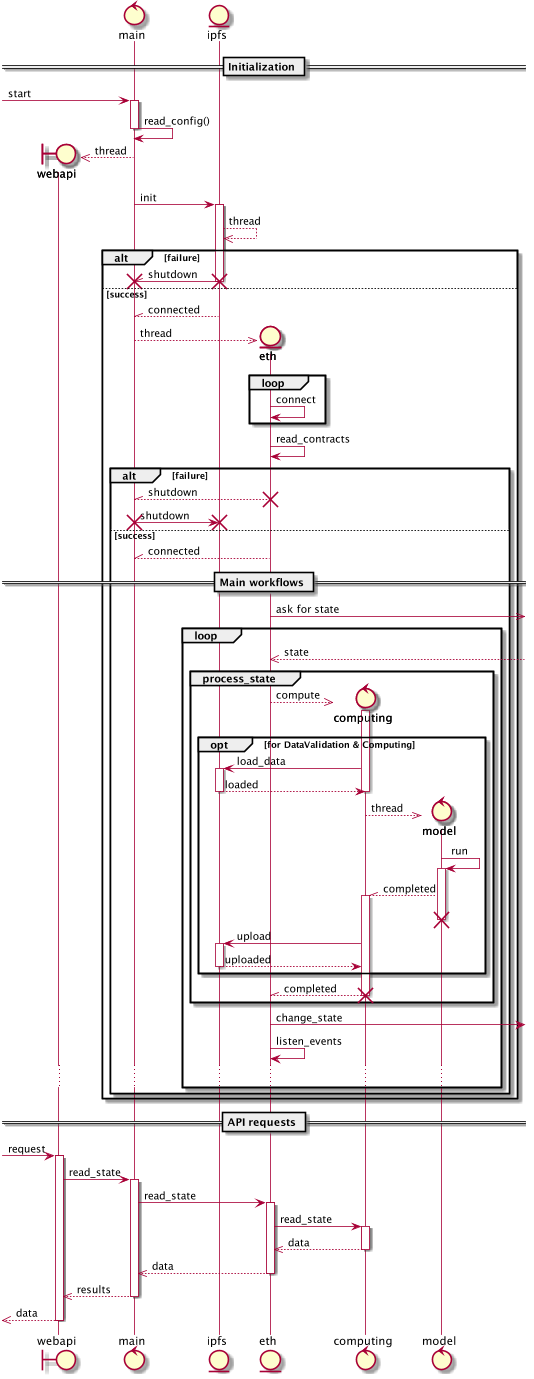 main ipfs
Initialization
start
read_config()
thread
webapi
init
thread
alt [failure]
shutdown
[success]
connected
thread
eth
loop
connect
read_contracts
alt [failure]
shutdown
shutdown
[success]
connected
Main workflows
ask for state
loop
state
process_state
compute
computing
opt [for DataValidation & Computing]
load_data
loaded
thread
model
run
completed
upload
uploaded
completed
change_state
listen_events
API requests
request
read_state
read_state
read_state
data
data
results
data
webapi main ipfs eth computing model